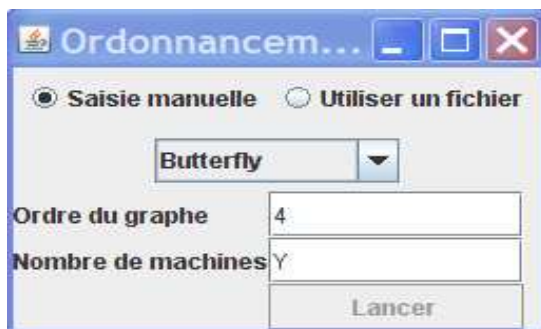 Ordonnancem...
Saisie manuelle Utiliser un fichier
Butterfly
Ordre du graphe 4
Nombre de machines Y
Lancer